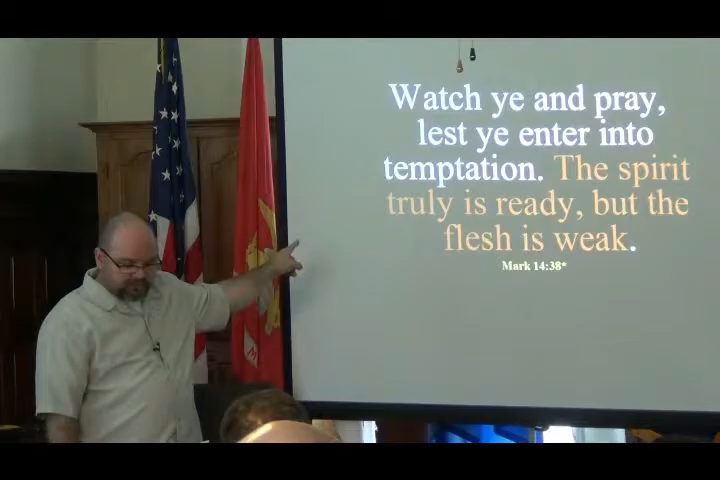 Watch ye and pray,
lest ye enter into
temptation. The spirit
truly is ready, but the
flesh is weak.
Mark 14:38*